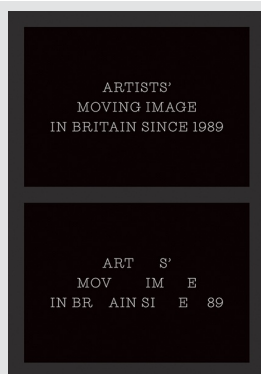 ARTISTS’
MOVING IMAGE
IN BRITAIN SINCE 1989
ART S’
MOV IM E
IN BR AIN SI E 89